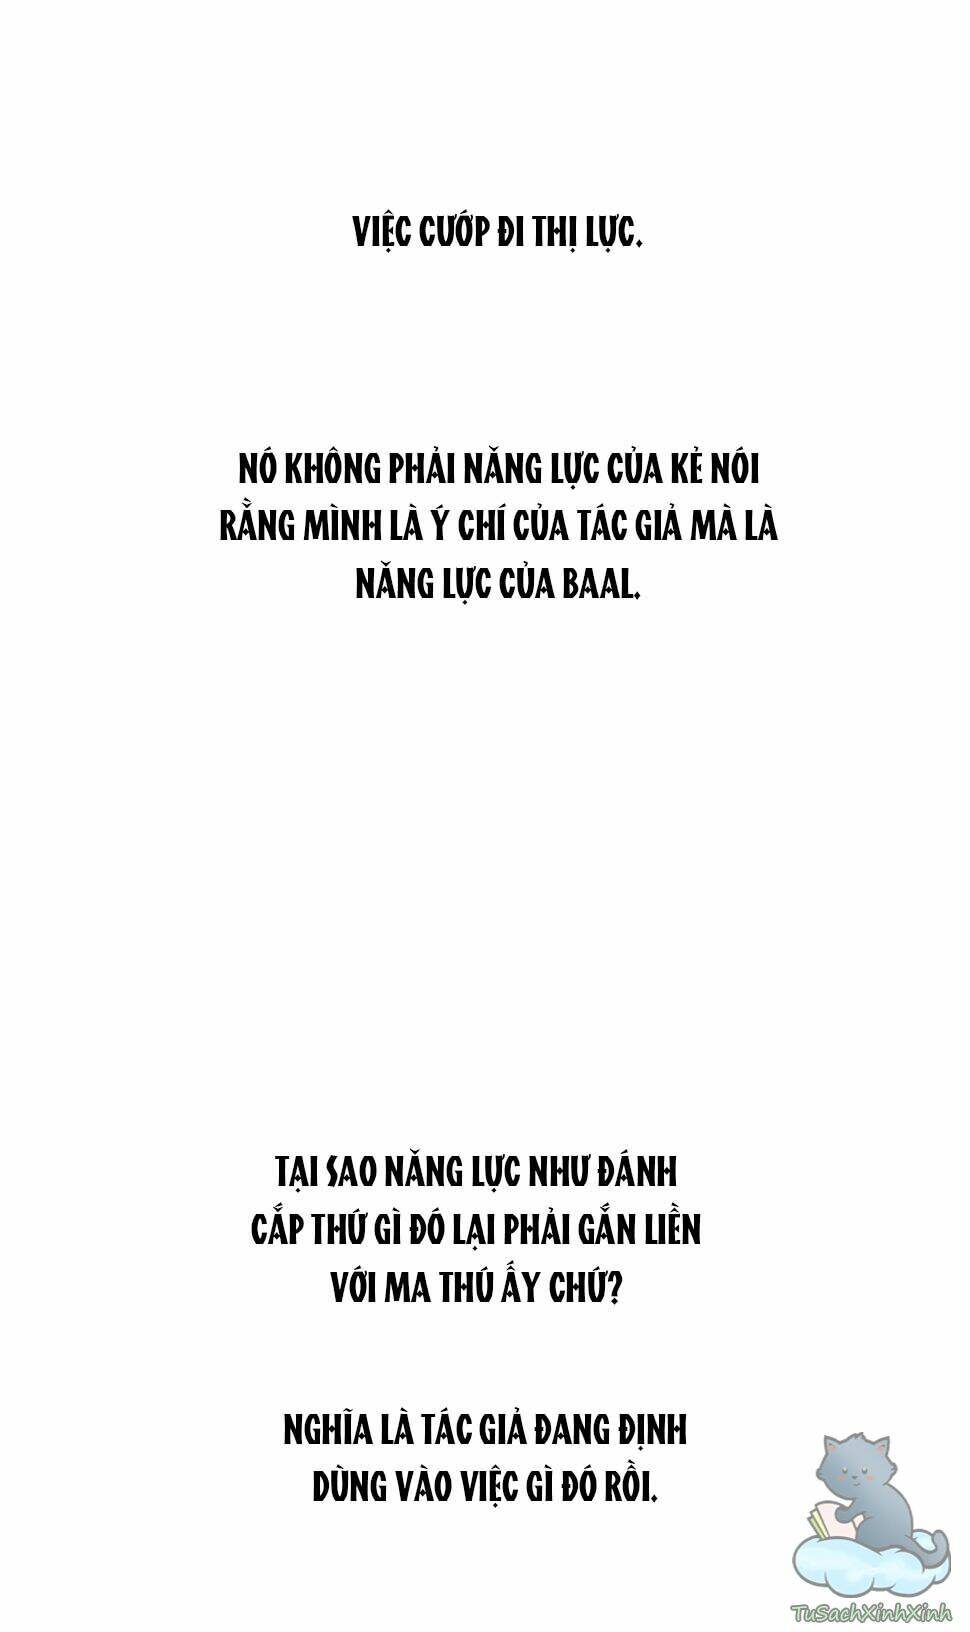 VIỆC CƯỚP ĐI THỊ LỰC.
NÓ KHÔNG PHẢI NĂNG LỰC CỦA KẺ NÓI
RẰNG MÌNH LÀ Ý CHÍ CỦA TÁC GIẢ MÀ LÀ
NĂNG LỰC CỦA BAAL.
TẠI SAO NĂNG LỰC NHƯ ĐÁNH
CẮP THỨ GÌ ĐÓ LẠI PHẢI GẮN LIỀN
VỚI MA THÚ ẤY CHỨ?
NGHĨA LÀ TÁC GIẢ ĐANG ĐỊNH
DÙNG VÀO VIỆC GÌ ĐÓ RỒI.
TuSachXinhXinh